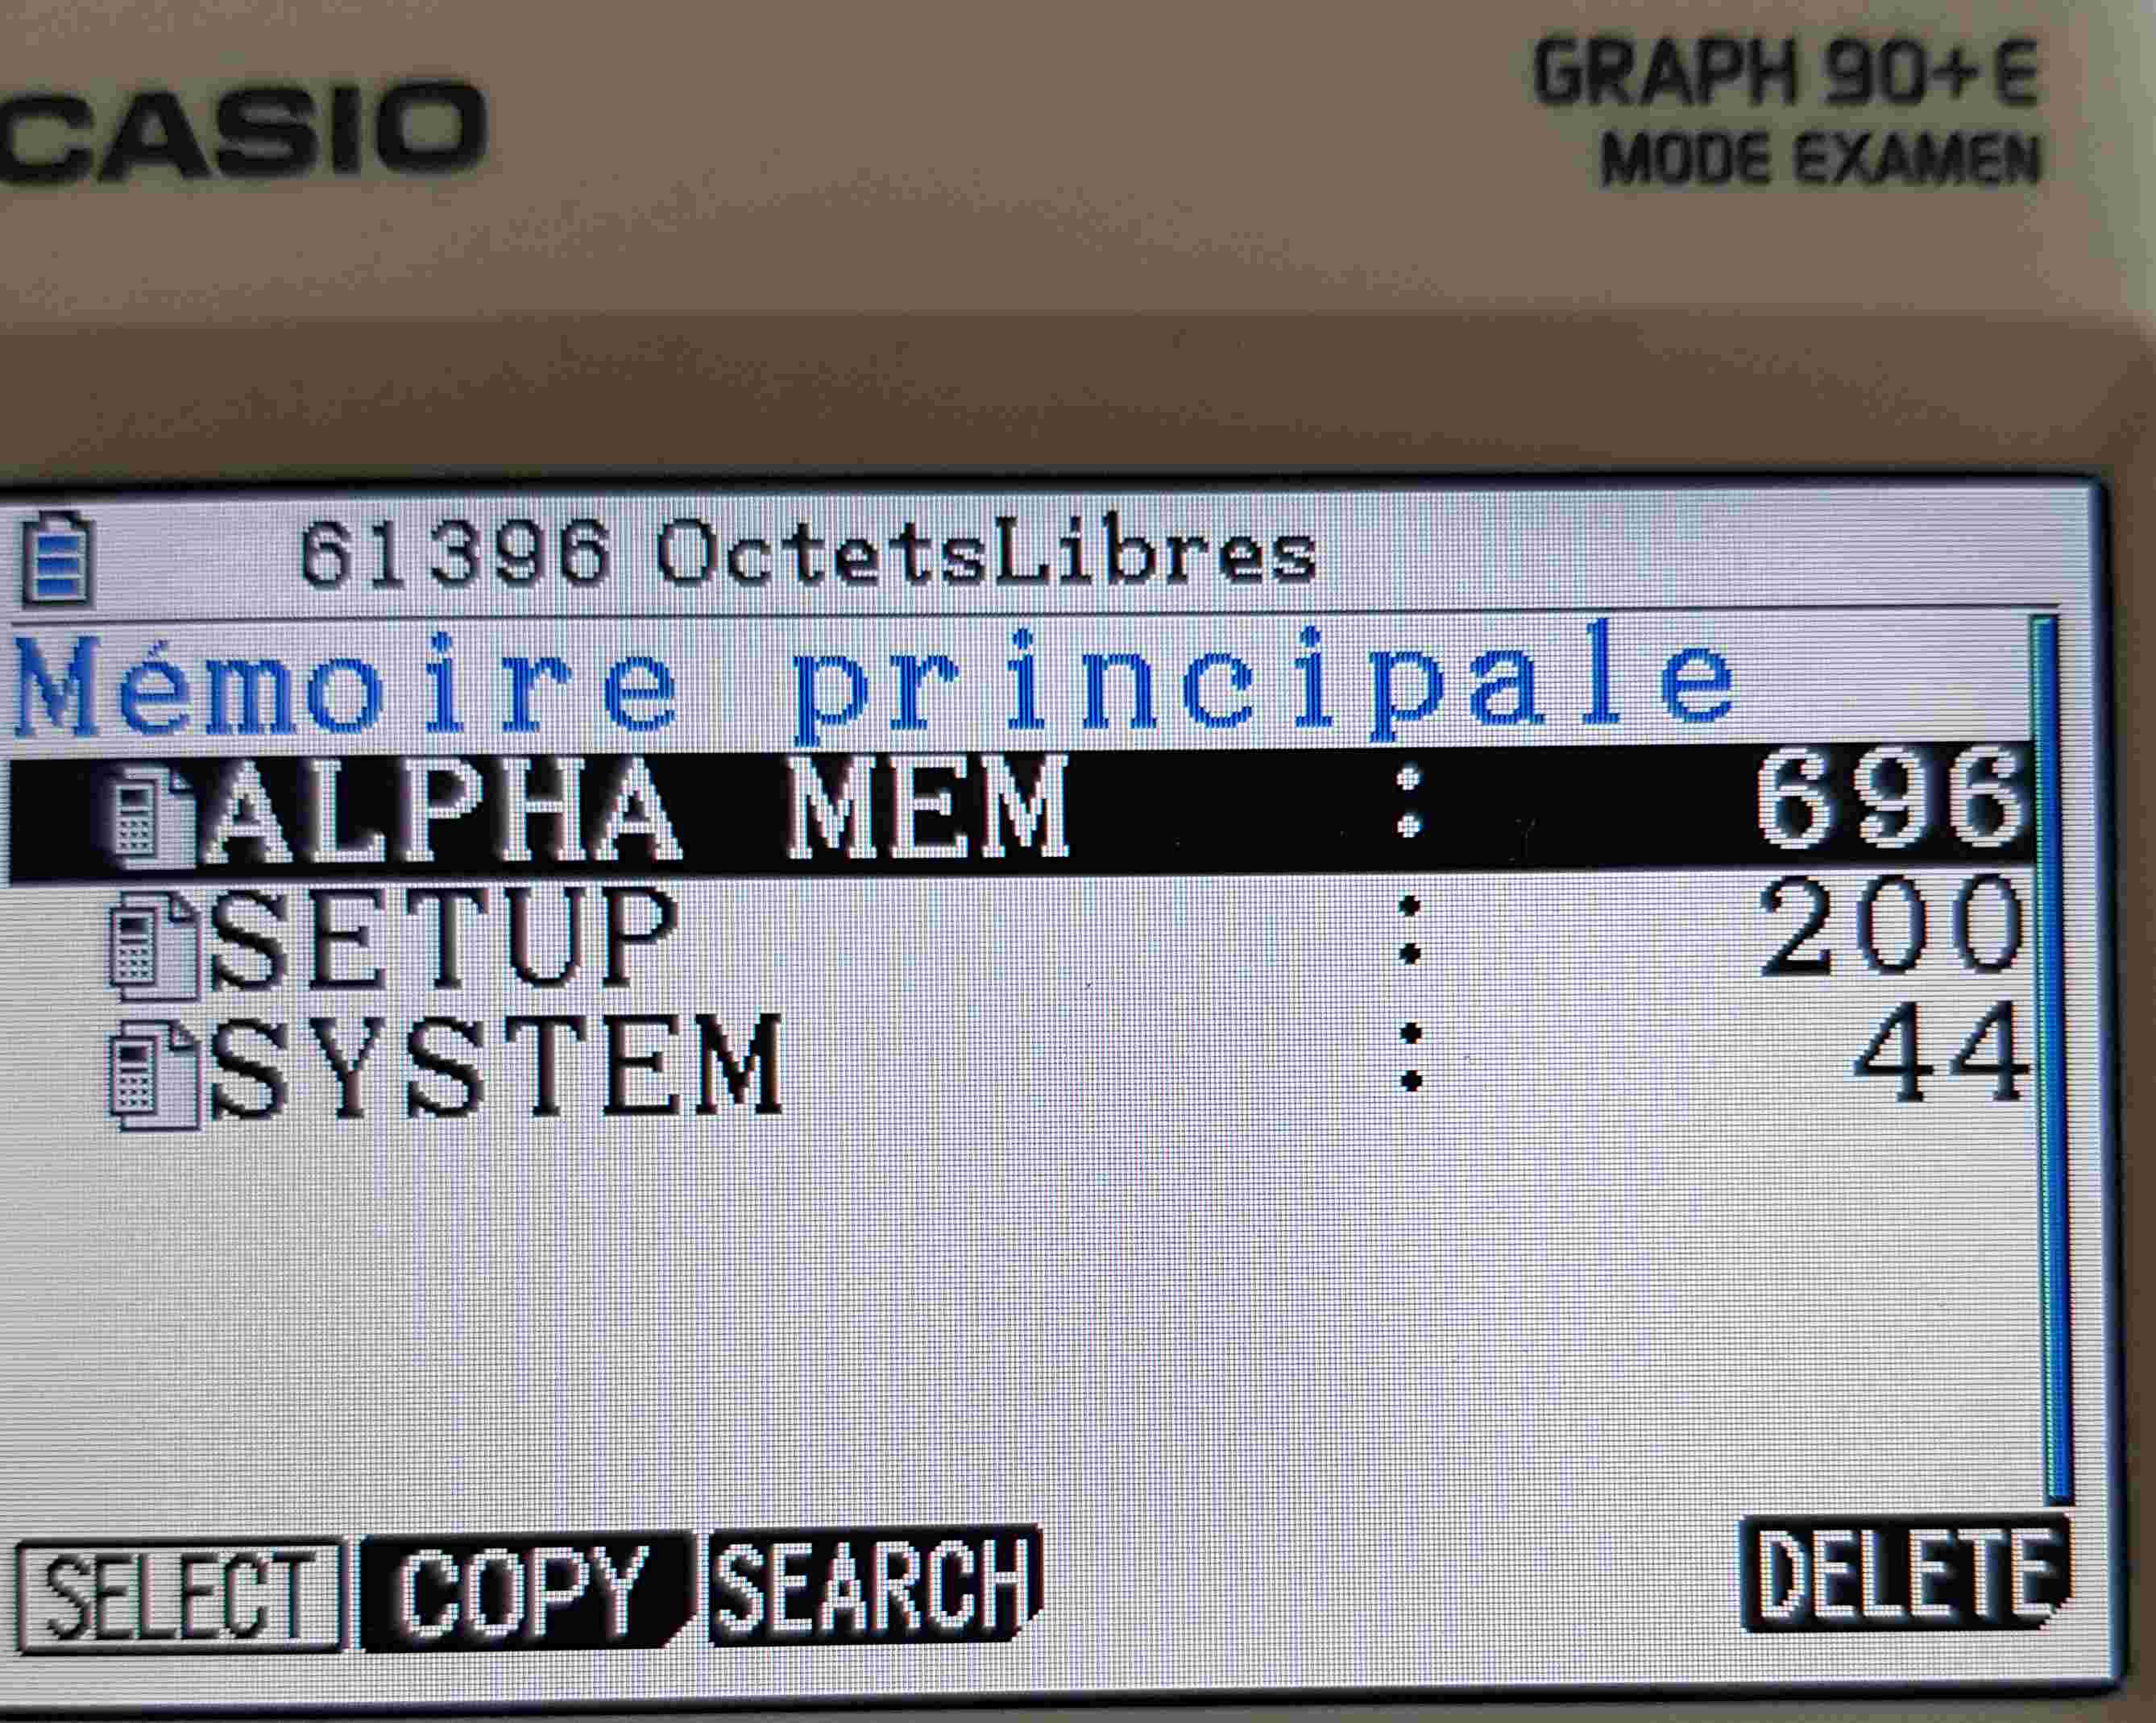 CASIO
GRAPH 90+E
MODE EXAMEN
61396 OctetsLibres
Mémoire principale
ALPHA MEM : 696
SETUP : 200
SYSTEM : 44
SELECT COPY SEARCH DELETE